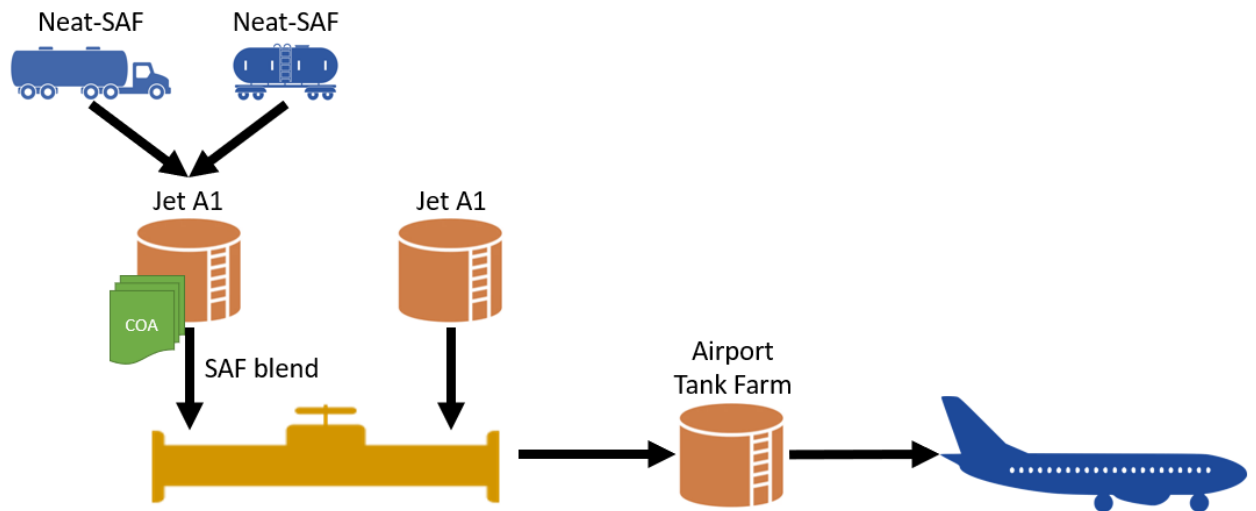 Neat-SAF
Neat-SAF
Jet A1
Jet A1
COA
SAF blend
Airport
Tank Farm